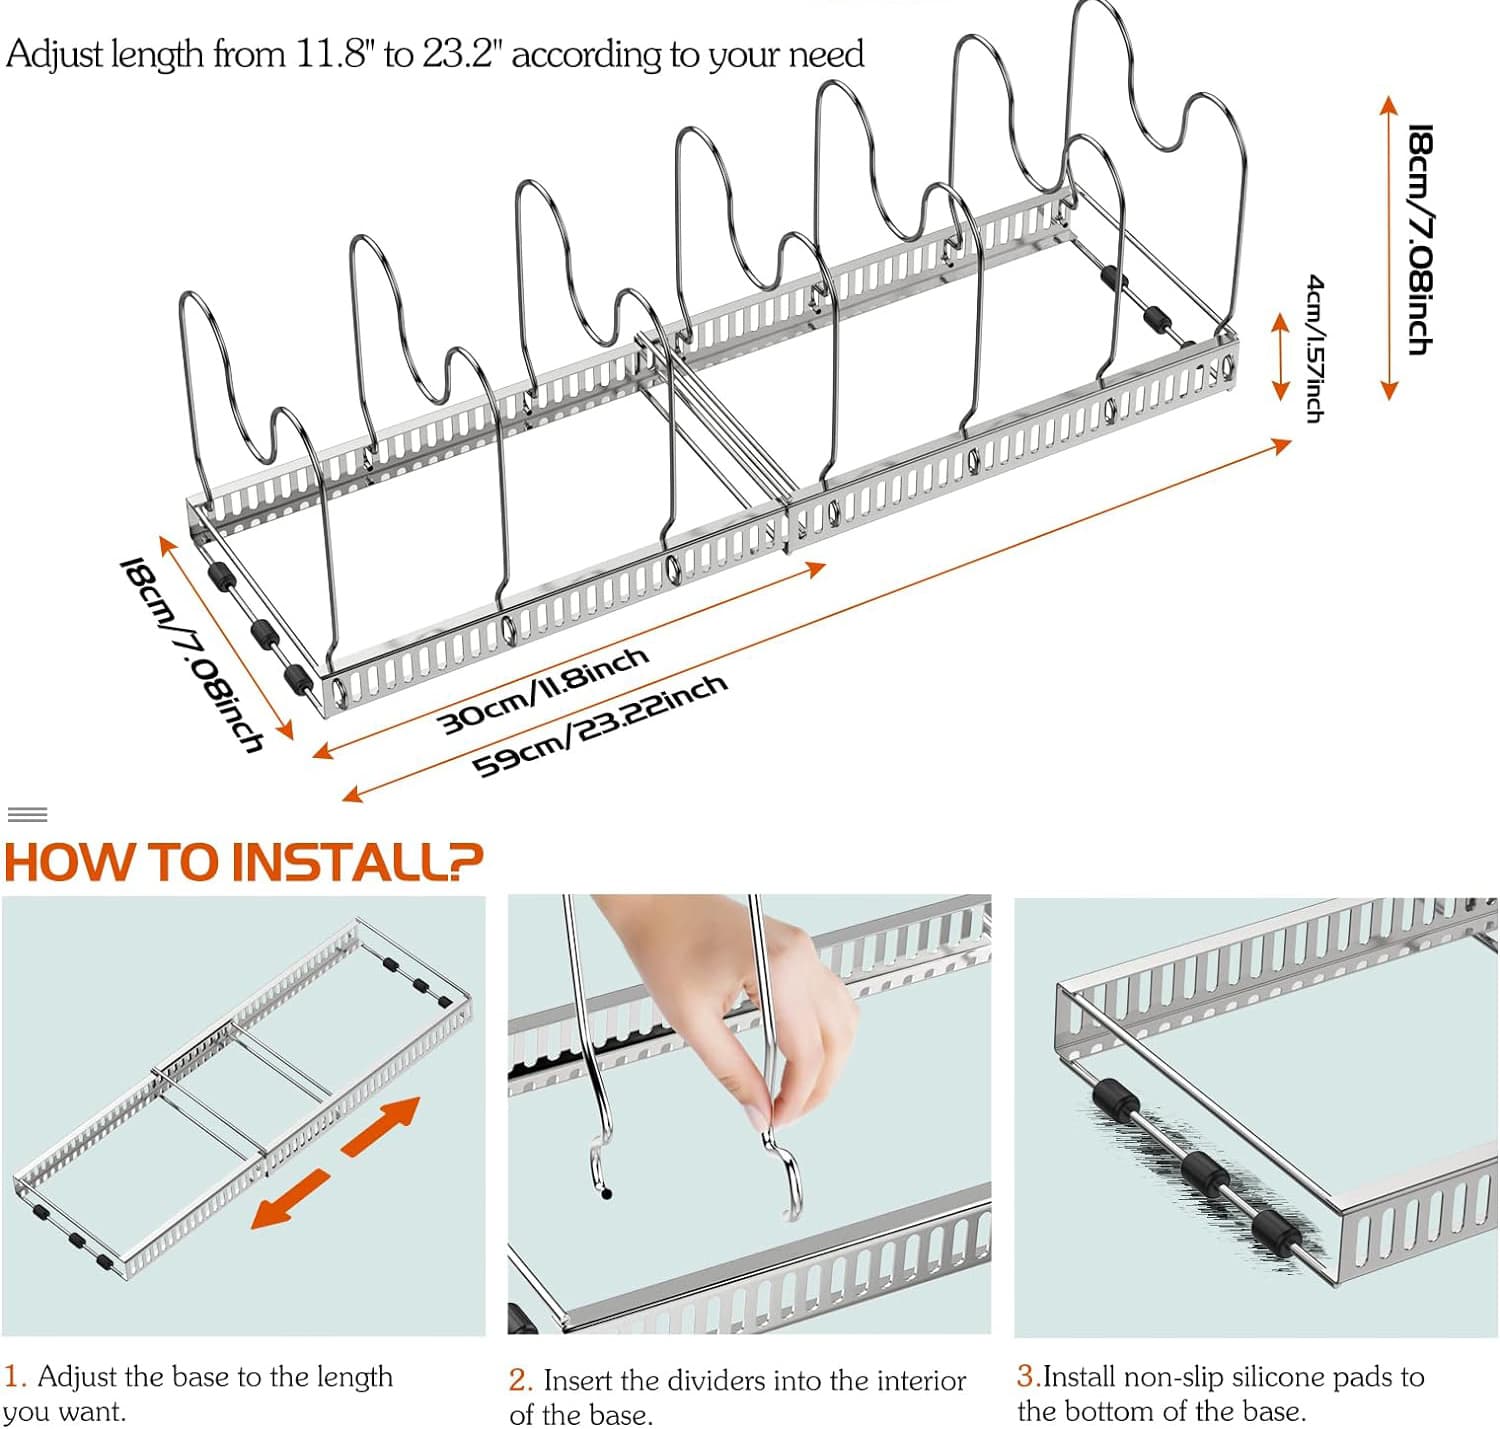 Adjust length from 11.8" to 23.2" according to your need
18cm/7.08inch
4cm/1.57inch
18cm/7.08inch
30cm/11.8inch
59cm/23.22inch
HOW TO INSTALL?
1. Adjust the base to the length
you want.
2. Insert the dividers into the interior
of the base.
3.Install non-slip silicone pads to
the bottom of the base.